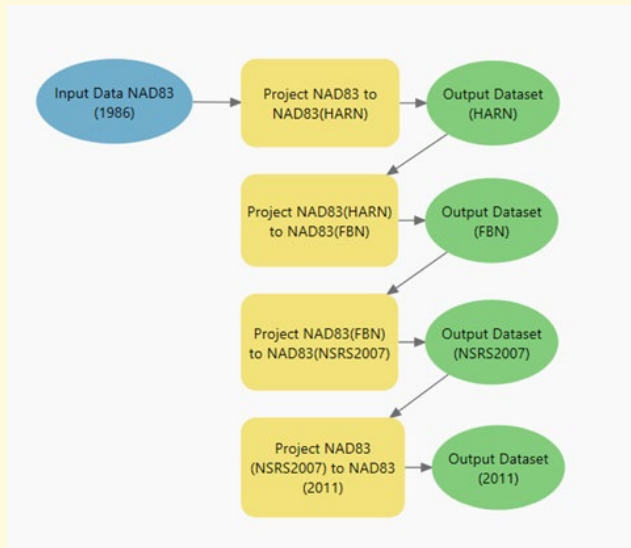 Input Data NAD83
(1986)
Project NAD83 to
NAD83(HARN)
Output Dataset
(HARN)
Project NAD83(HARN)
to NAD83(FBN)
Output Dataset
(FBN)
Project NAD83(FBN)
to NAD83(NSRS2007)
Output Dataset
(NSRS2007)
Project NAD83
(NSRS2007) to NAD83
(2011)
Output Dataset
(2011)